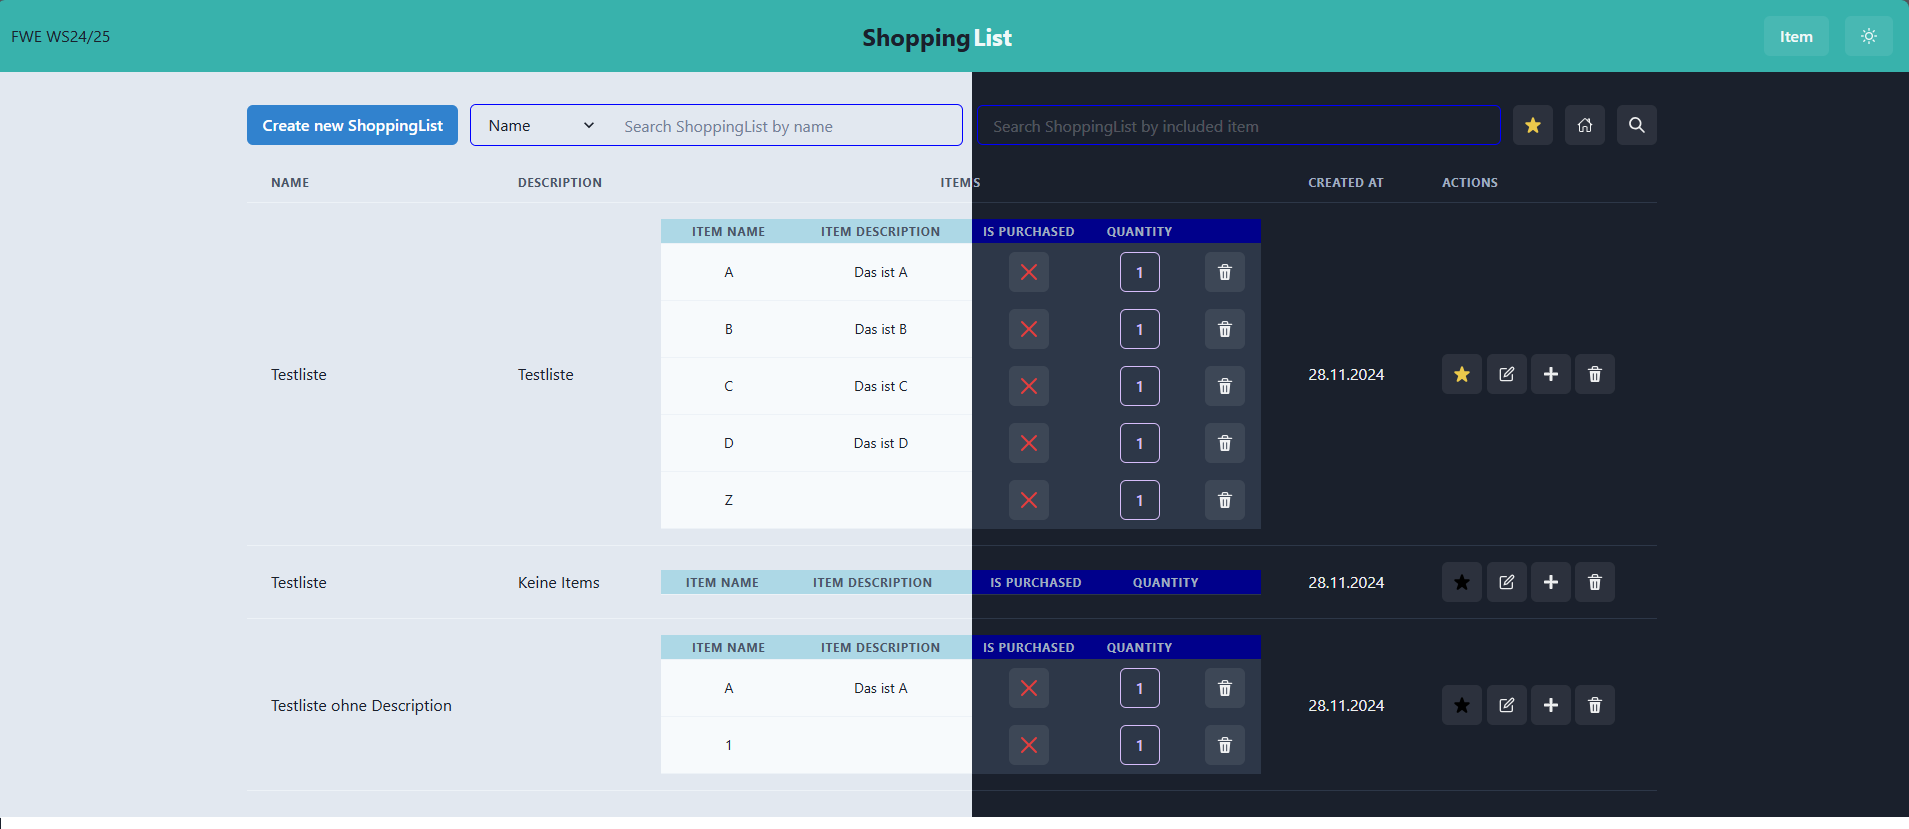 FWE WS24/25 ShoppingList Item
Create new ShoppingList Name Search ShoppingList by name Search ShoppingList by included item
NAME DESCRIPTION ITEMS CREATED AT ACTIONS
ITEM NAME ITEM DESCRIPTION IS PURCHASED QUANTITY
A Das ist A 1
B Das ist B 1
Testliste Testliste 28.11.2024
C Das ist C 1
D Das ist D 1
Z 1
Testliste Keine Items ITEM NAME ITEM DESCRIPTION IS PURCHASED QUANTITY 28.11.2024
ITEM NAME ITEM DESCRIPTION IS PURCHASED QUANTITY
A Das ist A 1
Testliste ohne Description 28.11.2024
1 1